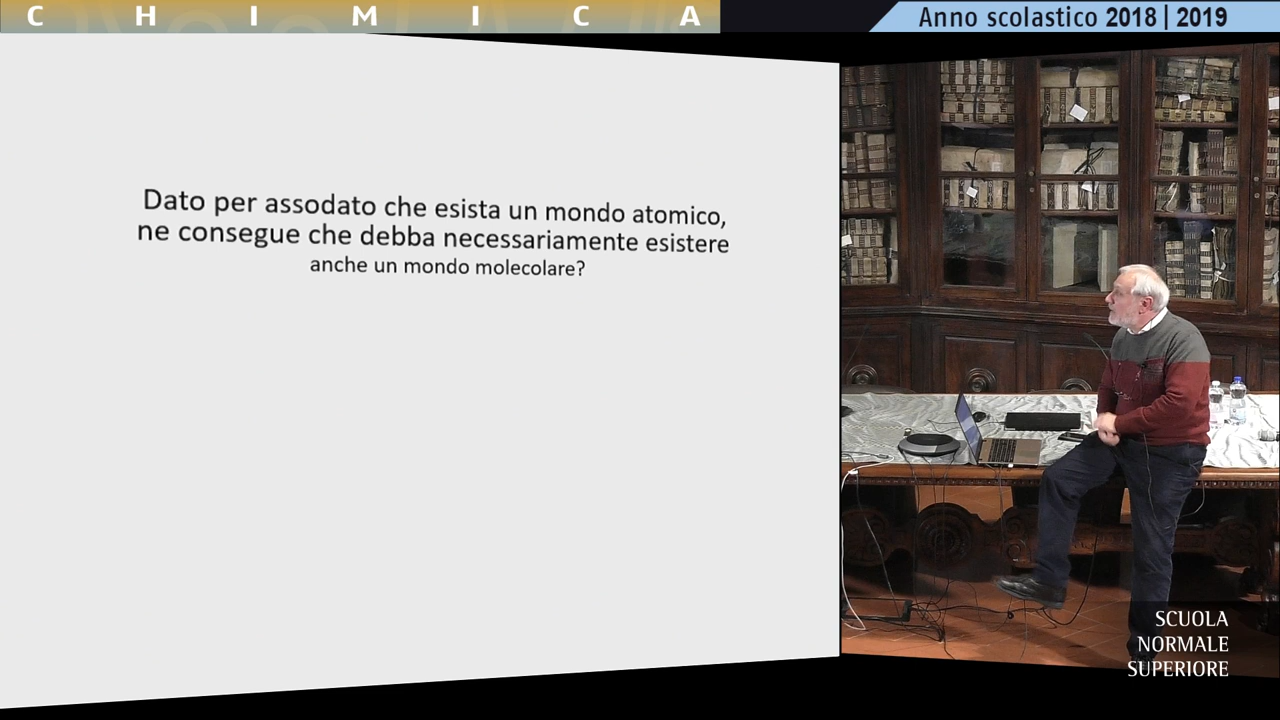 CHIMICA
Anno scolastico 2018 | 2019
Dato per assodato che esista un mondo atomico,
ne consegue che debba necessariamente esistere
anche un mondo molecolare?
SCUOLA
NORMALE
SUPERIORE